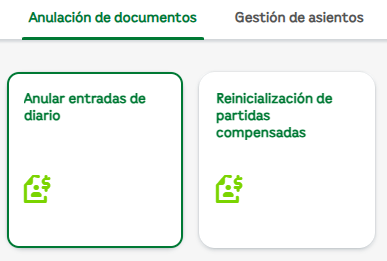 Anulación de documentos
Gestión de asientos
Anular entradas de
diario
Reinicialización de
partidas
compensadas